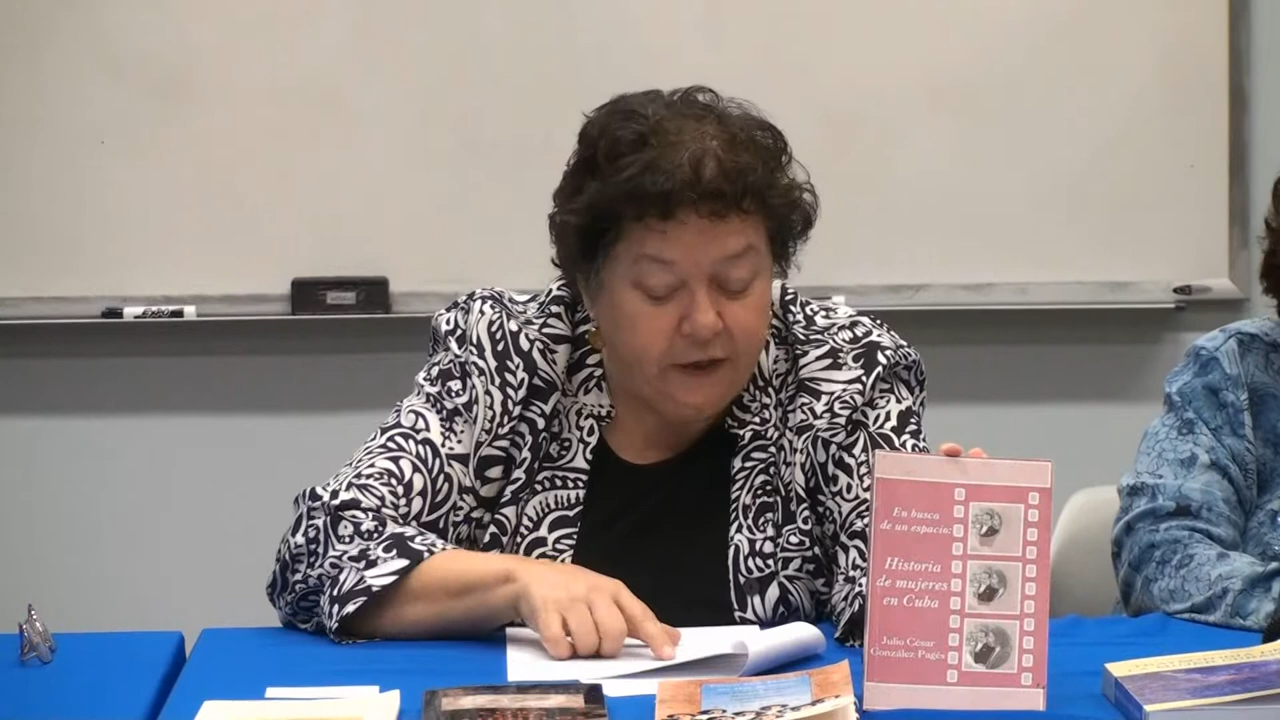 EXPO
En busca
de un espacio:
Historia
de mujeres
en Cuba
Julio César
González Pagés